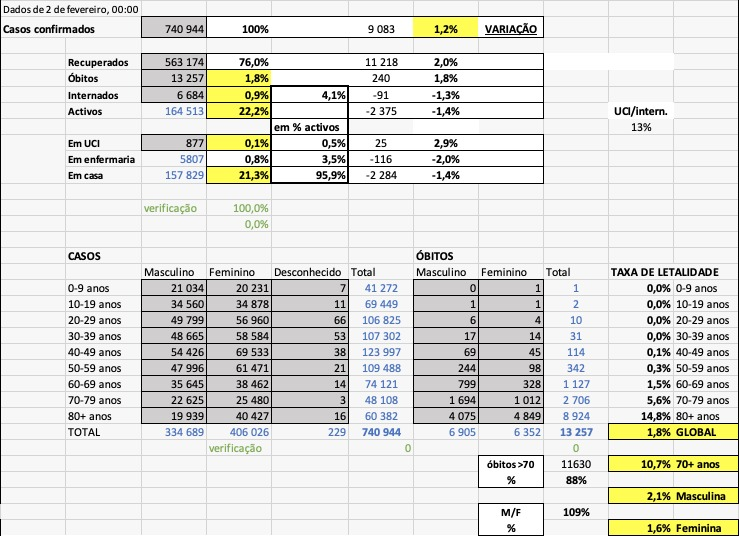 Dados de 2 de fevereiro, 00:00
Casos confirmados 740 944 100% 9 083 1,2% VARIAÇÃO
Recuperados 563 174 76,0% 11 218 2,0%
Óbitos 13 257 1,8% 240 1,8%
Internados 6 684 0,9% 4,1% -91 -1,3%
Activos 164 513 22,2% -2 375 -1,4% UCI/intern.
em % activos 13%
Em UCI 877 0,1% 0,5% 25 2,9%
Em enfermaria 5807 0,8% 3,5% -116 -2,0%
Em casa 157 829 21,3% 95,9% -2 284 -1,4%
verificação 100,0%
0,0%
CASOS ÓBITOS
Masculino Feminino Desconhecido Total Masculino Feminino Total TAXA DE LETALIDADE
0-9 anos 21 034 20 231 7 41 272 0 1 1 0,0% 0-9 anos
10-19 anos 34 560 34 878 11 69 449 1 1 2 0,0% 10-19 anos
20-29 anos 49 799 56 960 66 106 825 6 4 10 0,0% 20-29 anos
30-39 anos 48 665 58 584 53 107 302 17 14 31 0,0% 30-39 anos
40-49 anos 54 426 69 533 38 123 997 69 45 114 0,1% 40-49 anos
50-59 anos 47 996 61 471 21 109 488 244 98 342 0,3% 50-59 anos
60-69 anos 35 645 38 462 14 74 121 799 328 1 127 1,5% 60-69 anos
70-79 anos 22 625 25 480 3 48 108 1 694 1 012 2 706 5,6% 70-79 anos
80+ anos 19 939 40 427 16 60 382 4 075 4 849 8 924 14,8% 80+ anos
TOTAL 334 689 406 026 229 740 944 6 905 6 352 13 257 1,8% GLOBAL
verificação 0 0
óbitos >70 11630 10,7% 70+ anos
% 88%
2,1% Masculina
M/F 109%
% 1,6% Feminina